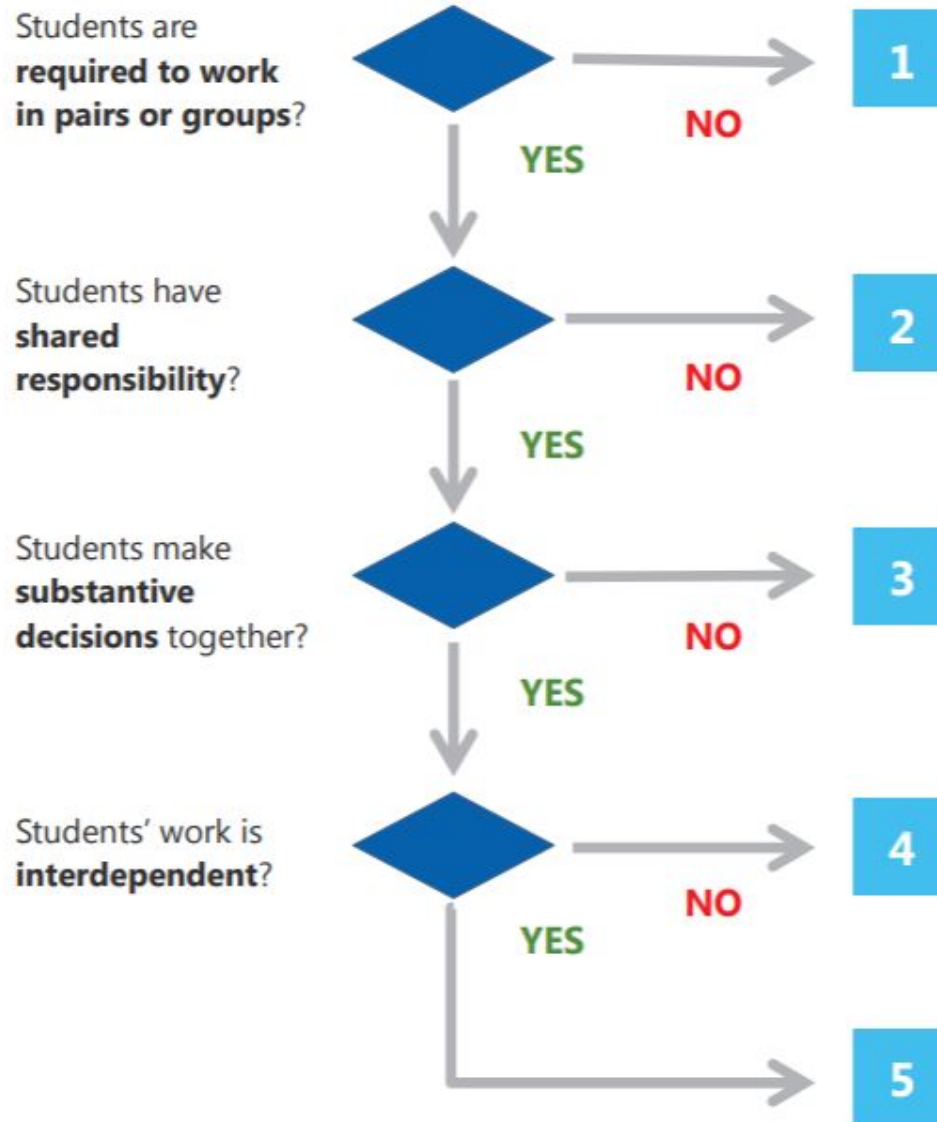 Students are
required to work
in pairs or groups?
1
NO
YES
Students have
shared
responsibility?
2
NO
YES
Students make
substantive
decisions together?
3
NO
YES
Students’ work is
interdependent?
4
NO
YES
5